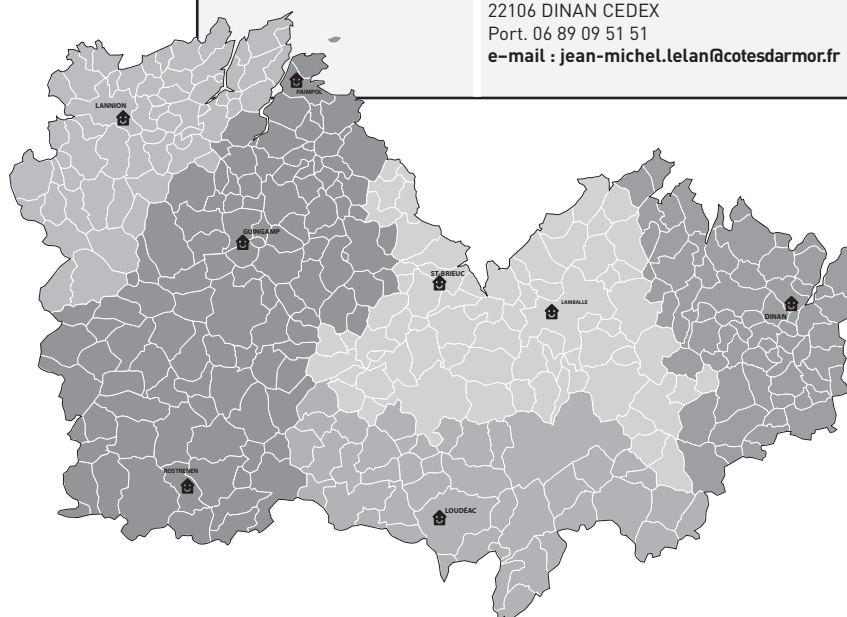 22106 DINAN CEDEX
Port. 06 89 09 51 51
e-mail : jean-michel.lelan@cotesdarmor.fr
PAIMPOL
LANNION
GUINGAMP
ST BRIEUC
LAMBALLE
DINAN
ROSTRENEN
LOUDÉAC